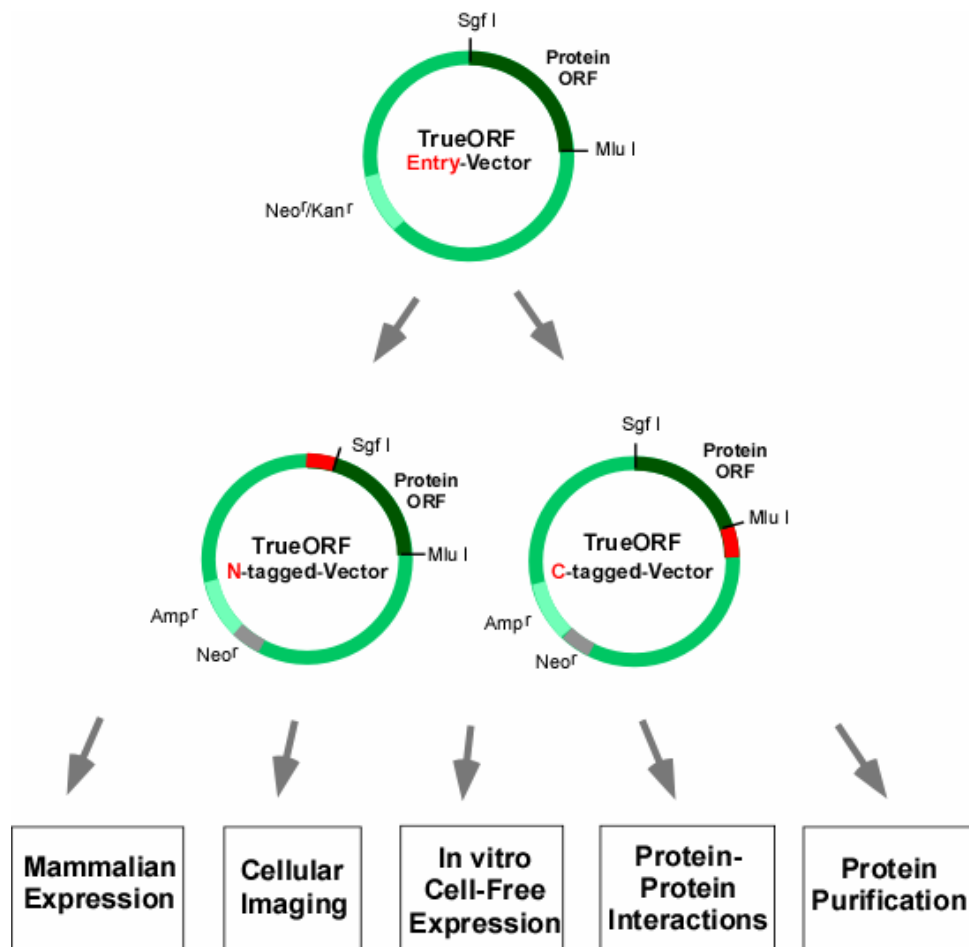 Sgf I
Protein
ORF
TrueORF
Entry-Vector
Mlu I
Neoʳ/Kanʳ
Sgf I
Protein
ORF
Mlu I
TrueORF
N-tagged-Vector
Ampʳ
Neoʳ
Sgf I
Protein
ORF
Mlu I
TrueORF
C-tagged-Vector
Ampʳ
Neoʳ
Mammalian
Expression
Cellular
Imaging
In vitro
Cell-Free
Expression
Protein-
Protein
Interactions
Protein
Purification